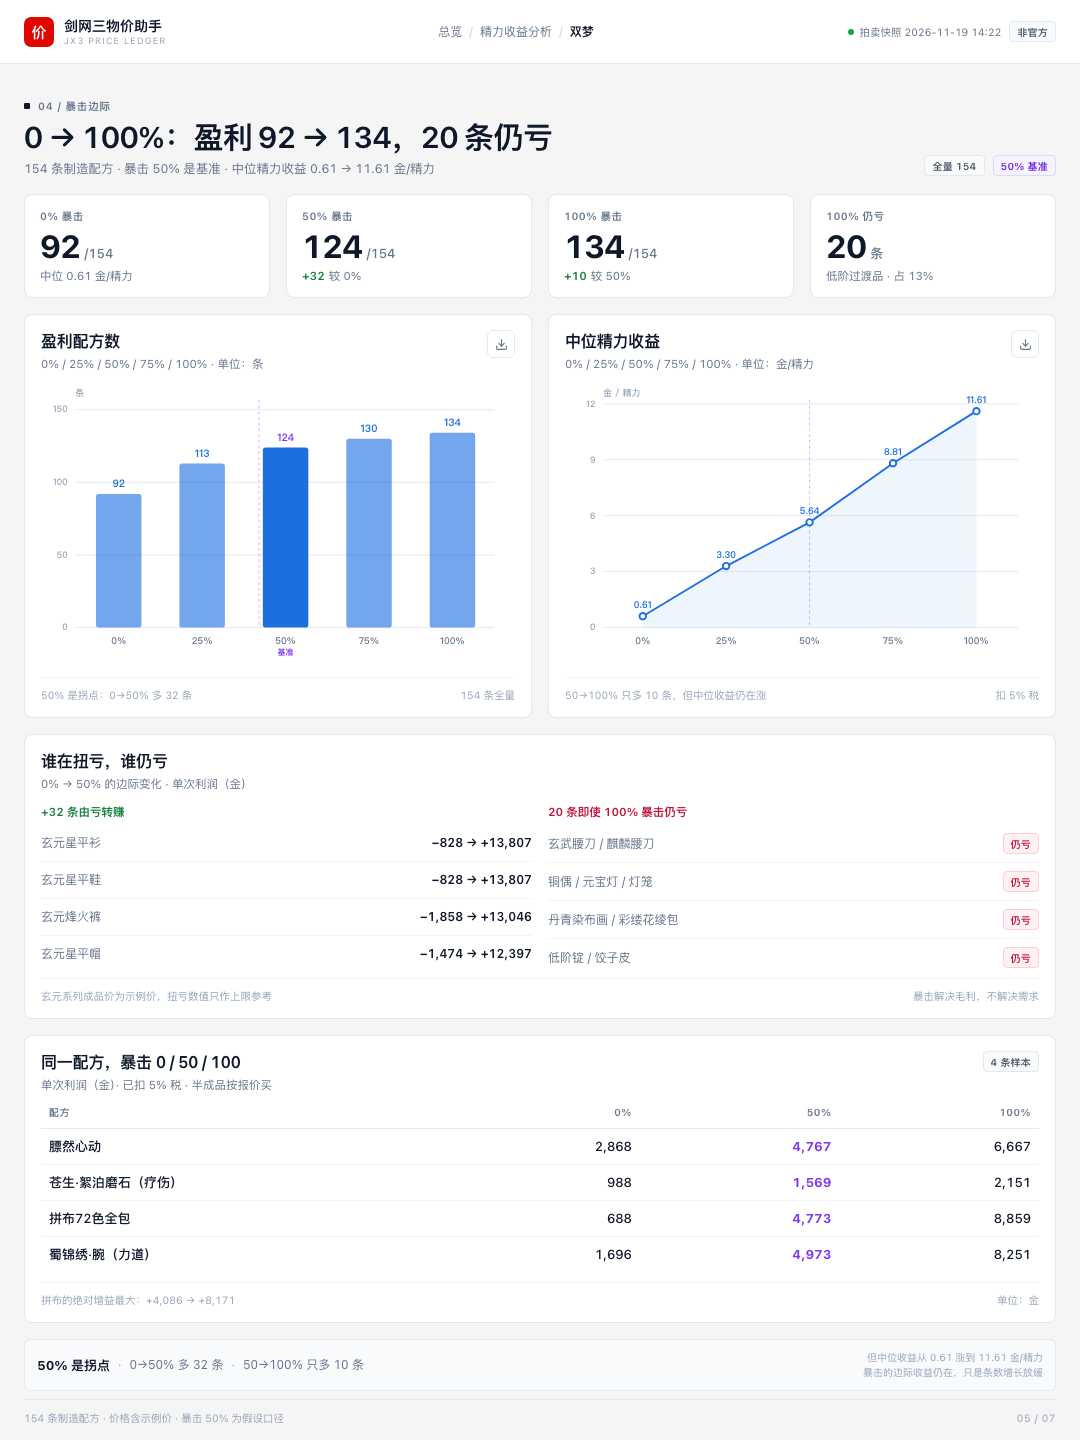 价
剑网三物价助手
JX3 PRICE LEDGER
总览 / 精力收益分析 / 双梦
拍卖快照 2026-11-19 14:22
非官方
04 / 暴击边际
0 → 100%：盈利 92 → 134，20 条仍亏
154 条制造配方 · 暴击 50% 是基准 · 中位精力收益 0.61 → 11.61 金/精力
全量 154
50% 基准
0% 暴击
92 /154
中位 0.61 金/精力
50% 暴击
124 /154
+32 较 0%
100% 暴击
134 /154
+10 较 50%
100% 仍亏
20 条
低阶过渡品 · 占 13%
盈利配方数
0% / 25% / 50% / 75% / 100% · 单位：条
条
150
100
50
0
92
113
124
130
134
0%
25%
50%
75%
100%
基准
50% 是拐点：0→50% 多 32 条
154 条全量
中位精力收益
0% / 25% / 50% / 75% / 100% · 单位：金/精力
金 / 精力
12
9
6
3
0
0.61
3.30
5.64
8.81
11.61
0%
25%
50%
75%
100%
50→100% 只多 10 条，但中位收益仍在涨
扣 5% 税
谁在扭亏，谁仍亏
0% → 50% 的边际变化 · 单次利润（金）
+32 条由亏转赚
玄元星平衫 −828 → +13,807
玄元星平鞋 −828 → +13,807
玄元烽火裤 −1,858 → +13,046
玄元星平帽 −1,474 → +12,397
20 条即使 100% 暴击仍亏
玄武腰刀 / 麒麟腰刀 仍亏
铜偶 / 元宝灯 / 灯笼 仍亏
丹青染布画 / 彩缕花绫包 仍亏
低阶锭 / 饺子皮 仍亏
玄元系列成品价为示例价，扭亏数值只作上限参考
暴击解决毛利，不解决需求
同一配方，暴击 0 / 50 / 100
4 条样本
单次利润（金）· 已扣 5% 税 · 半成品按报价买
配方 0% 50% 100%
膘然心动 2,868 4,767 6,667
苍生·絮泊磨石（疗伤） 988 1,569 2,151
拼布72色全包 688 4,773 8,859
蜀锦绣·腕（力道） 1,696 4,973 8,251
拼布的绝对增益最大：+4,086 → +8,171
单位：金
50% 是拐点 · 0→50% 多 32 条 · 50→100% 只多 10 条
但中位收益从 0.61 涨到 11.61 金/精力
暴击的边际收益仍在，只是条数增长放缓
154 条制造配方 · 价格含示例价 · 暴击 50% 为假设口径
05 / 07